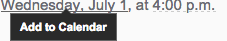 Wednesday, July 1, at 4:00 p.m.
Add to Calendar